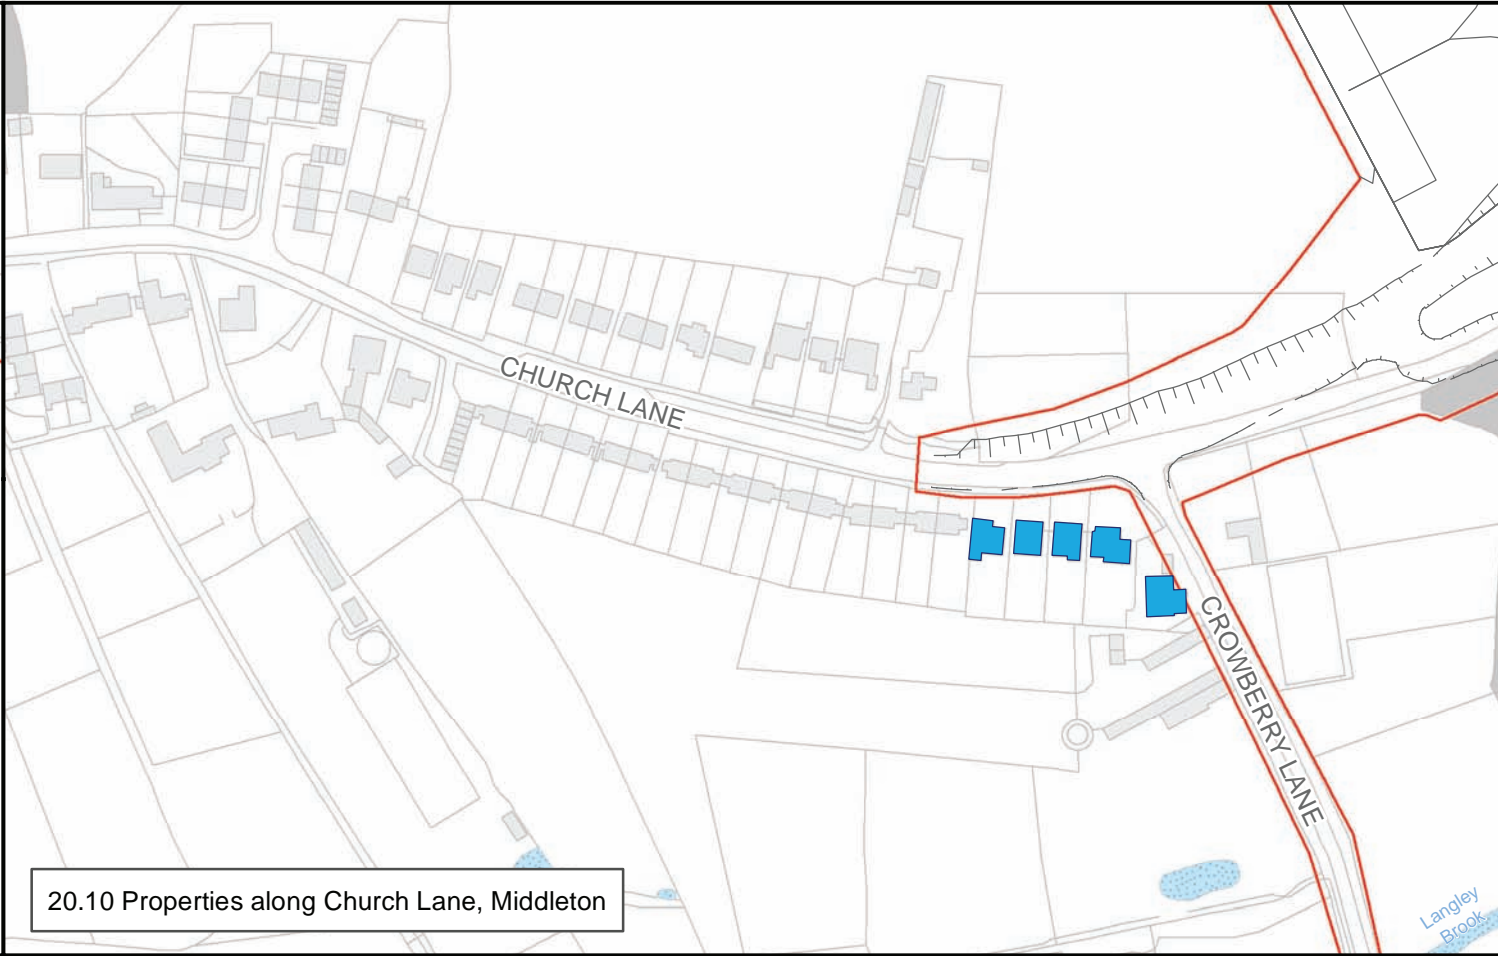 CHURCH LANE
CROWBERRY LANE
20.10 Properties along Church Lane, Middleton
Langley
Brook